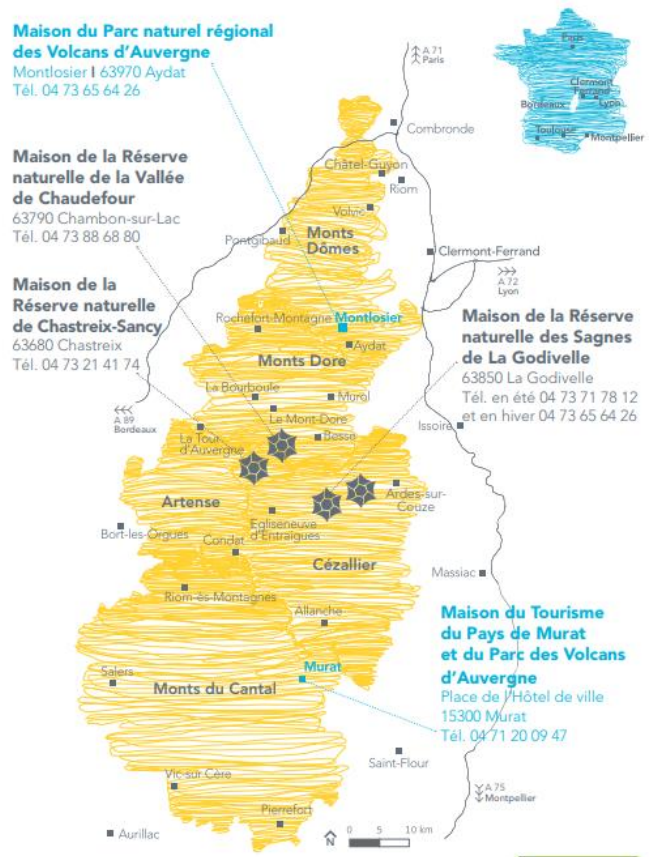 Maison du Parc naturel régional
des Volcans d'Auvergne
Montlosier I 63970 Aydat
Tél. 04 73 65 64 26
A 71
Paris
Paris
Clermont
Ferrand
Lyon
Bordeaux
Toulouse
Montpellier
Combronde
Maison de la Réserve
naturelle de la Vallée
de Chaudefour
63790 Chambon-sur-Lac
Tél. 04 73 88 68 80
Châtel-Guyon
Riom
Volvic
Pontgibaud
Monts
Dômes
Clermont-Ferrand
A 72
Lyon
Maison de la
Réserve naturelle
de Chastreix-Sancy
63680 Chastreix
Tél. 04 73 21 41 74
Rochefort-Montagne
Montlosier
Aydat
Monts Dore
Maison de la Réserve
naturelle des Sagnes
de La Godivelle
63850 La Godivelle
Tél. en été 04 73 71 78 12
et en hiver 04 73 65 64 26
La Bourboule
Murol
Le Mont-Dore
A 89
Bordeaux
La Tour
d'Auvergne
Besse
Issoire
Artense
Ardes-sur-
Couze
Bort-les-Orgues
Egliseneuve
d'Entraigues
Condat
Cézallier
Massiac
Riom-ès-Montagnes
Allanche
Maison du Tourisme
du Pays de Murat
et du Parc des Volcans
d'Auvergne
Place de l'Hôtel de ville
15300 Murat
Tél. 04 71 20 09 47
Murat
Salers
Monts du Cantal
Saint-Flour
Vic-sur Cère
A 75
Montpellier
Pierrefort
Aurillac
N
0 5 10 km